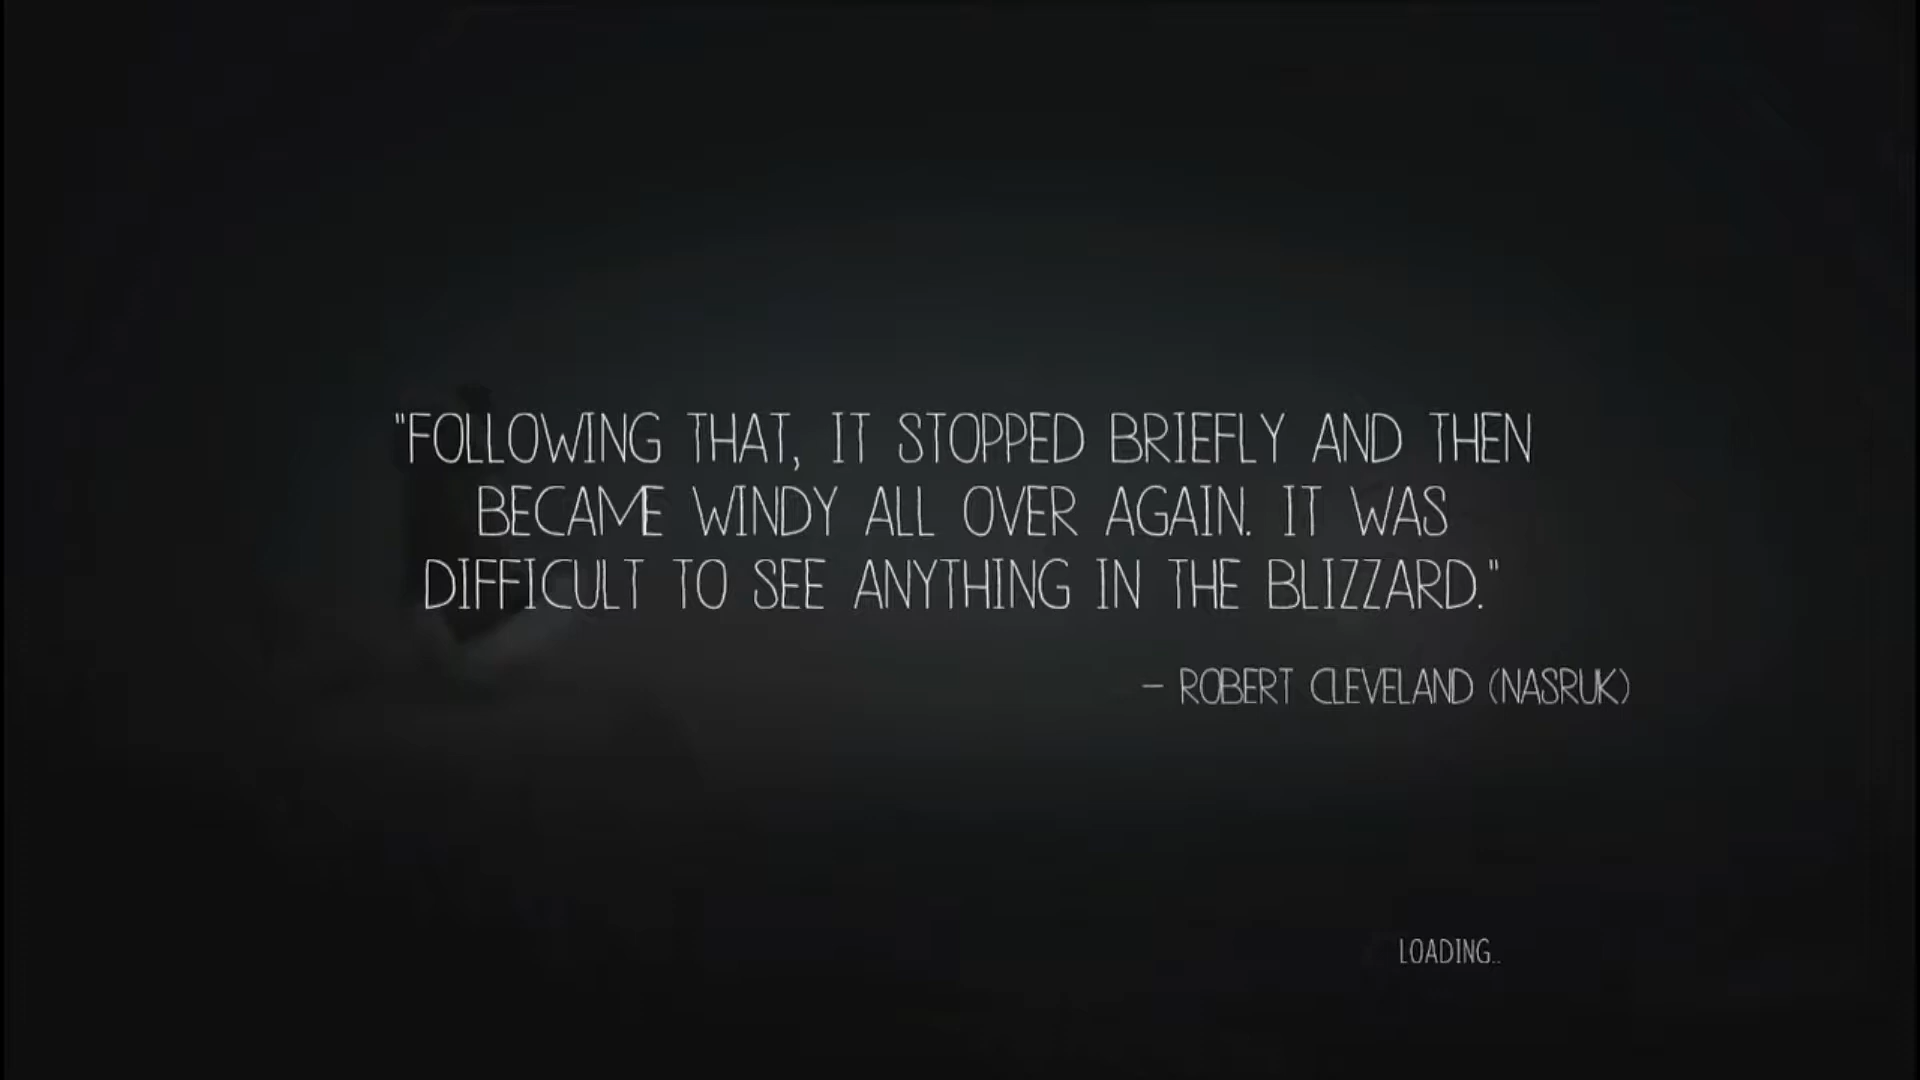 "FOLLOWING THAT, IT STOPPED BRIEFLY AND THEN
BECAME WINDY ALL OVER AGAIN. IT WAS
DIFFICULT TO SEE ANYTHING IN THE BLIZZARD."
– ROBERT CLEVELAND (NASRUK)
LOADING..